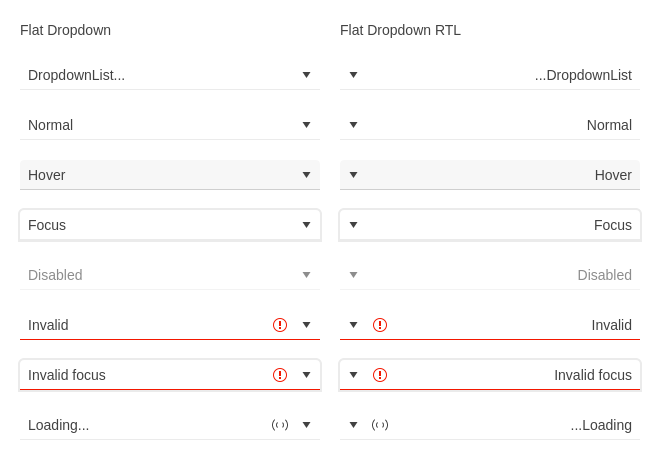 Flat Dropdown
DropdownList...
Normal
Hover
Focus
Disabled
Invalid
Invalid focus
Loading...
Flat Dropdown RTL
...DropdownList
Normal
Hover
Focus
Disabled
Invalid
Invalid focus
...Loading